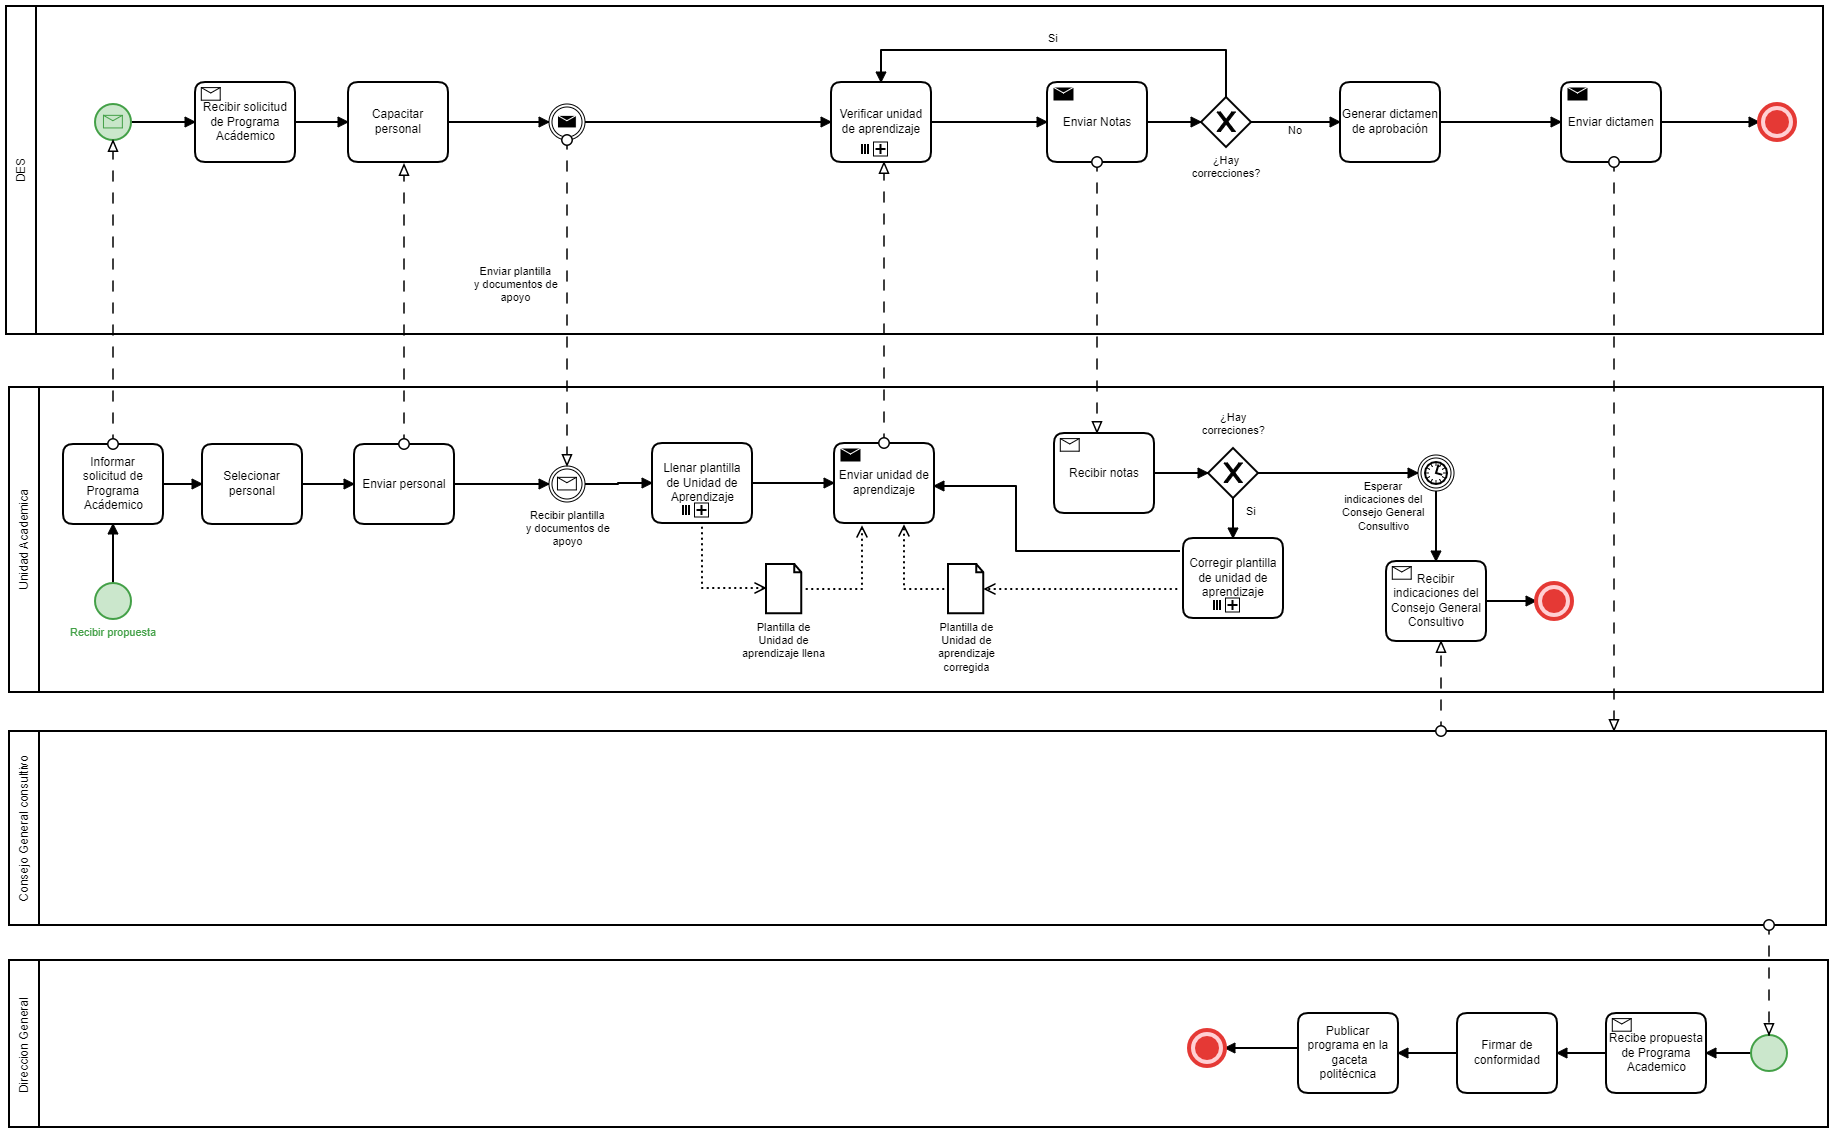 DES
Si
Recibir solicitud
de Programa
Acádemico
Capacitar
personal
Verificar unidad
de aprendizaje
Enviar Notas
¿Hay
correcciones?
No
Generar dictamen
de aprobación
Enviar dictamen
Enviar plantilla
y documentos de
apoyo
Unidad Academica
Informar
solicitud de
Programa
Acádemico
Recibir propuesta
Selecionar
personal
Enviar personal
Recibir plantilla
y documentos de
apoyo
Llenar plantilla
de Unidad de
Aprendizaje
Plantilla de
Unidad de
aprendizaje llena
Enviar unidad de
aprendizaje
Plantilla de
Unidad de
aprendizaje
corregida
Recibir notas
¿Hay
correciones?
Si
Corregir plantilla
de unidad de
aprendizaje
Esperar
indicaciones del
Consejo General
Consultivo
Recibir
indicaciones del
Consejo General
Consultivo
Consejo General consultivo
Direccion General
Publicar
programa en la
gaceta
politécnica
Firmar de
conformidad
Recibe propuesta
de Programa
Academico